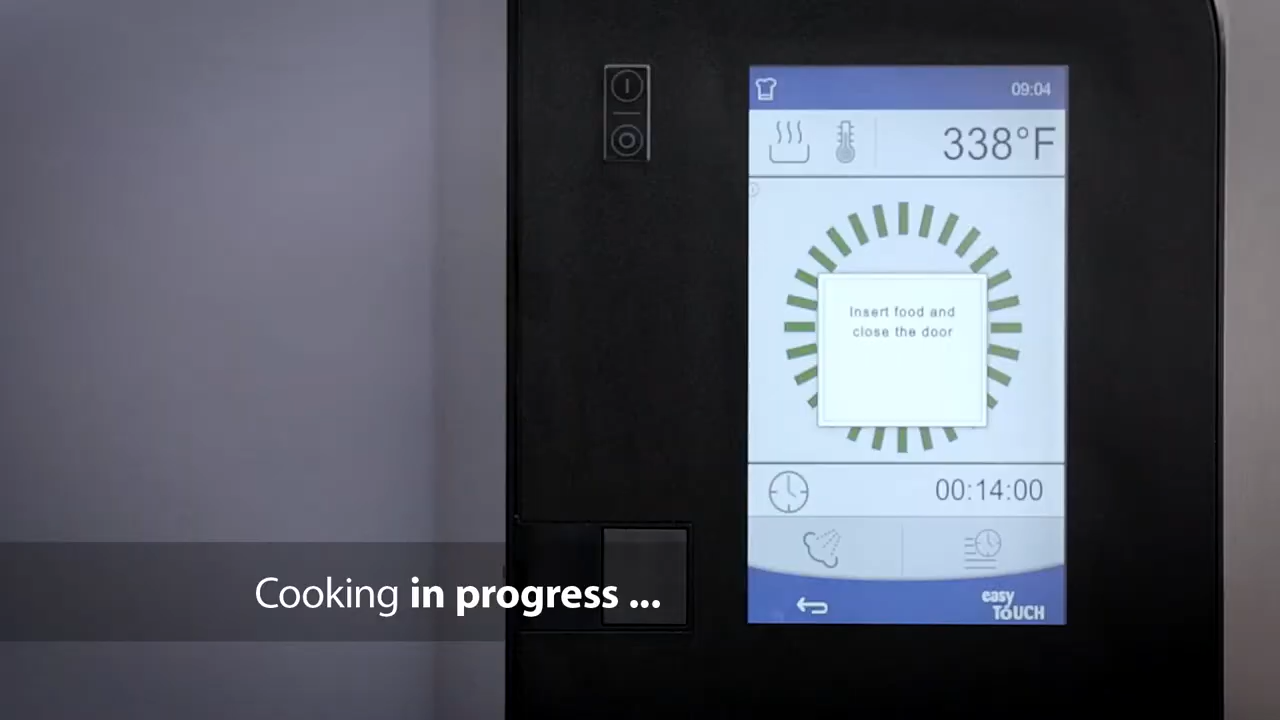 09:04
338°F
Insert food and
close the door
00:14:00
Cooking in progress ...
easy
TOUCH